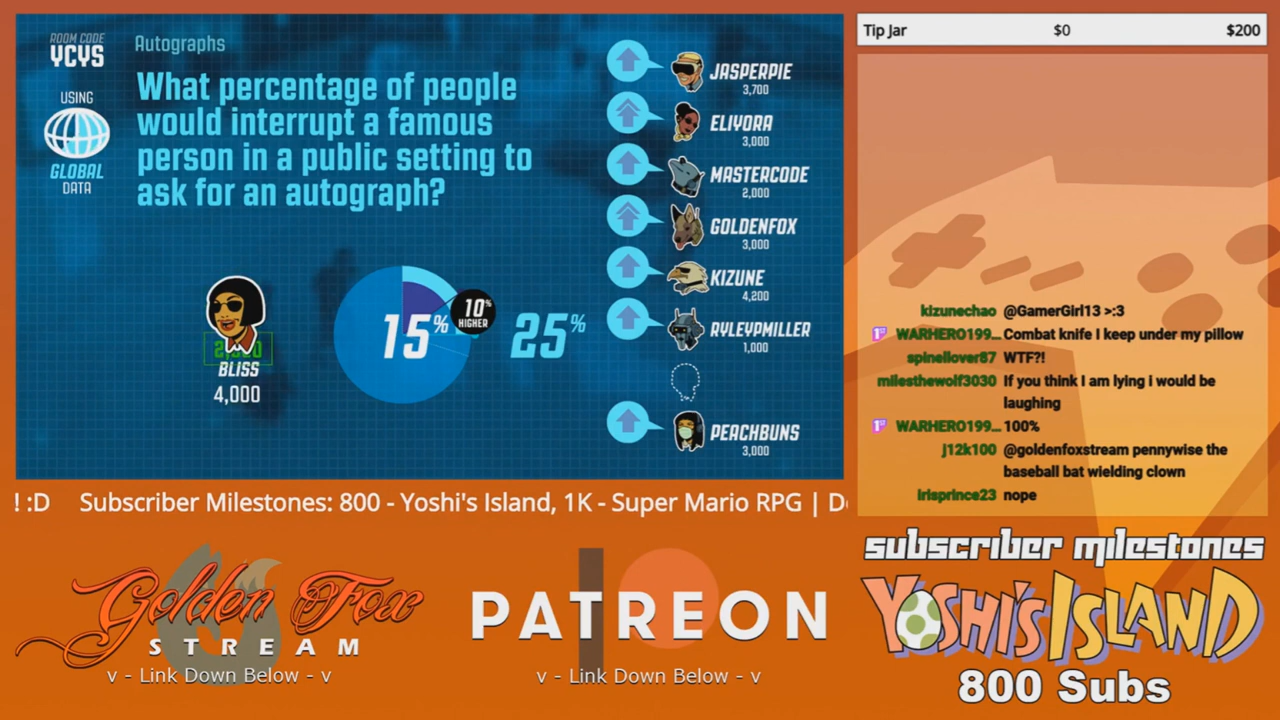 ROOM CODE
YCYS
USING
GLOBAL
DATA
Autographs
What percentage of people
would interrupt a famous
person in a public setting to
ask for an autograph?
BLISS
4,000
15%
10%
HIGHER
25%
JASPERPIE
3,700
ELIYORA
3,000
MASTERCODE
2,000
GOLDENFOX
3,000
KIZUNE
4,200
RYLEYPMILLER
1,000
PEACHBUNS
3,000
Tip Jar $0 $200
kizunechao @GamerGirl13 >:3
WARHERO199... Combat knife I keep under my pillow
spinellover87 WTF?!
milesthewolf3030 If you think I am lying I would be
laughing
WARHERO199... 100%
j12k100 @goldenfoxstream pennywise the
baseball bat wielding clown
irisprince23 nope
! :D Subscriber Milestones: 800 - Yoshi's Island, 1K - Super Mario RPG | D
Golden Fox
STREAM
v - Link Down Below - v
PATREON
v - Link Down Below - v
subscriber milestones
YOSHI'S ISLAND
800 Subs